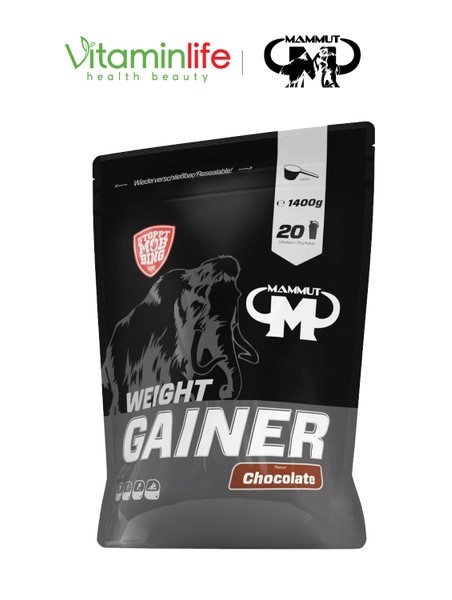 Vitaminlife
health beauty
MAMMUT
M
Wiederverschließbar/Resealable!
℮ 1400g
20
STOPPT
MOB
BING
MAMMUT
M
WEIGHT
GAINER
Chocolate